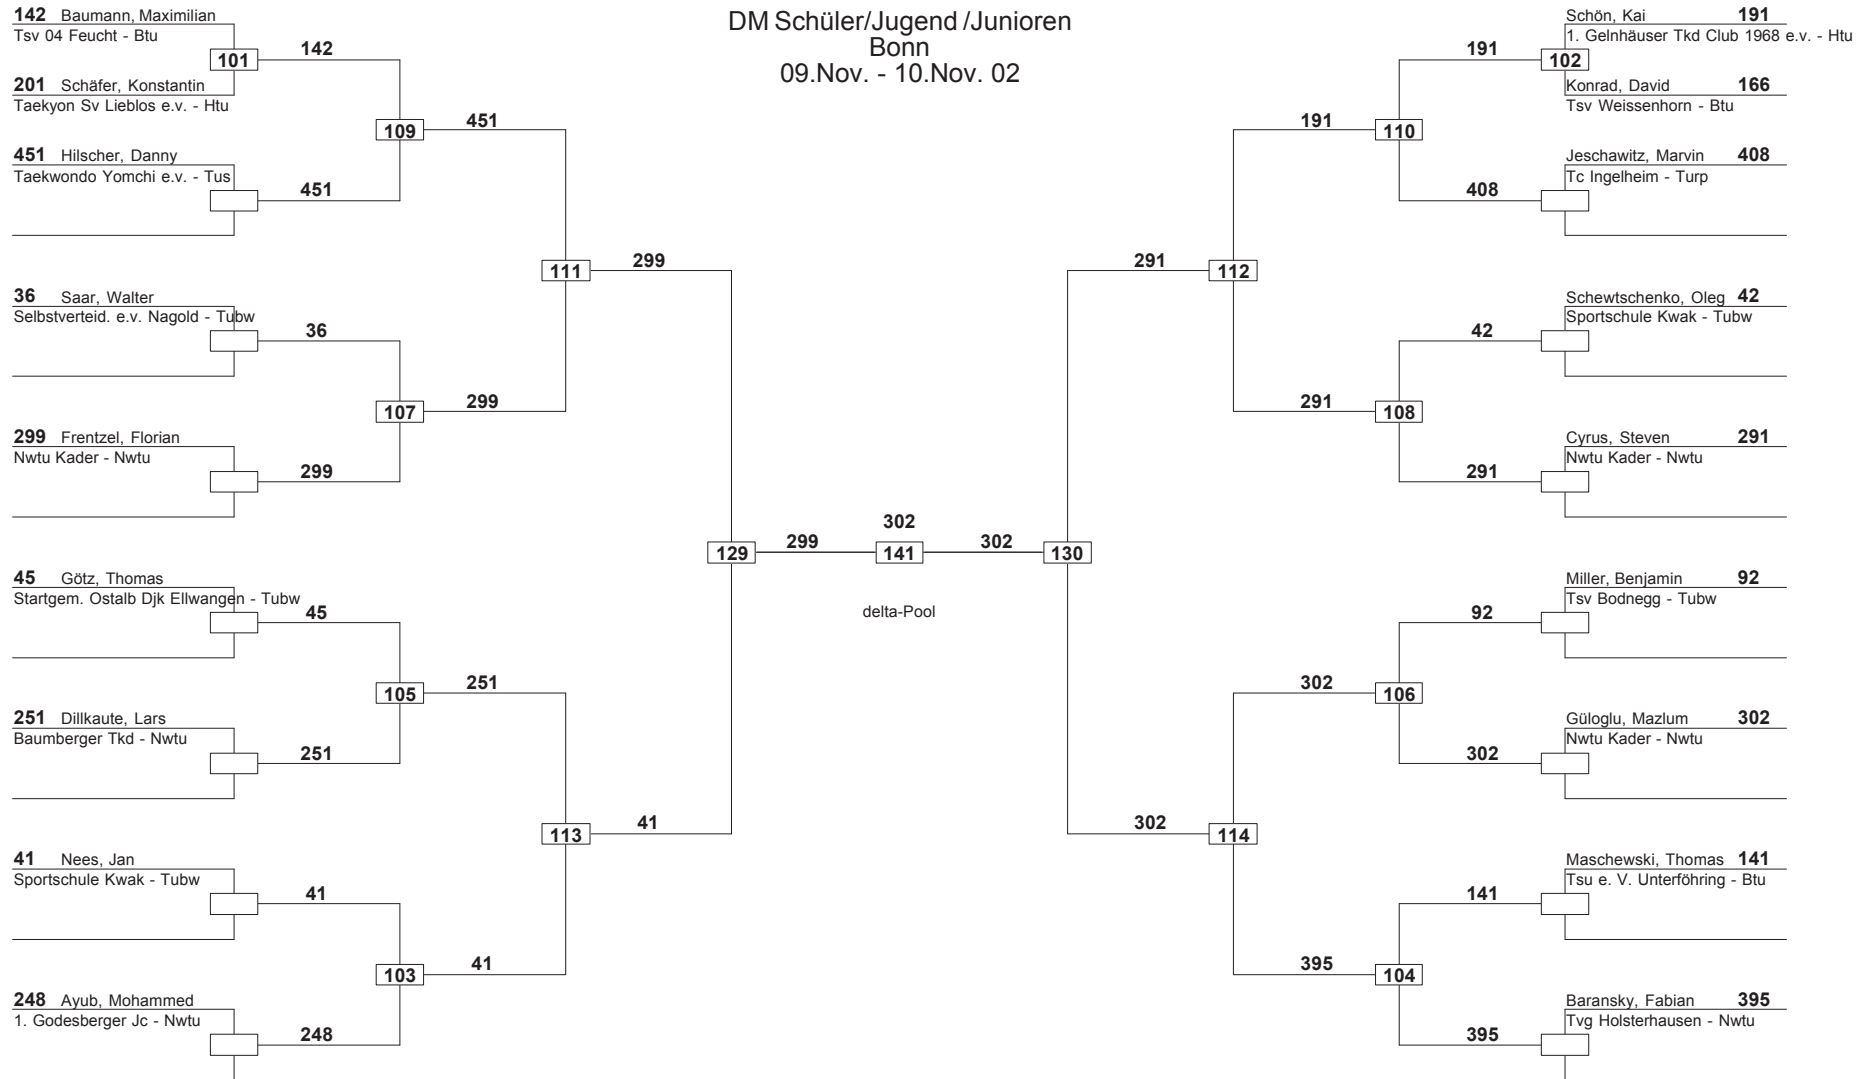 DM Schüler/Jugend /Junioren
Bonn
09.Nov. - 10.Nov. 02
142 Baumann, Maximilian
Tsv 04 Feucht - Btu
101
142
201 Schäfer, Konstantin
Taekyon Sv Lieblos e.v. - Htu
109
451
451 Hilscher, Danny
Taekwondo Yomchi e.v. - Tus
451
111
299
36 Saar, Walter
Selbstverteid. e.v. Nagold - Tubw
36
107
299
299 Frentzel, Florian
Nwtu Kader - Nwtu
299
129
299
45 Götz, Thomas
Startgem. Ostalb Djk Ellwangen - Tubw
45
105
251
251 Dillkaute, Lars
Baumberger Tkd - Nwtu
251
113
41
41 Nees, Jan
Sportschule Kwak - Tubw
41
103
41
248 Ayub, Mohammed
1. Godesberger Jc - Nwtu
248
302
141
delta-Pool
302
130
Schön, Kai 191
1. Gelnhäuser Tkd Club 1968 e.v. - Htu
191
102
Konrad, David 166
Tsv Weissenhorn - Btu
191
110
Jeschawitz, Marvin 408
Tc Ingelheim - Turp
408
291
112
Schewtschenko, Oleg 42
Sportschule Kwak - Tubw
42
291
108
Cyrus, Steven 291
Nwtu Kader - Nwtu
291
Miller, Benjamin 92
Tsv Bodnegg - Tubw
92
302
106
Güloglu, Mazlum 302
Nwtu Kader - Nwtu
302
302
114
Maschewski, Thomas 141
Tsu e. V. Unterföhring - Btu
141
395
104
Baransky, Fabian 395
Tvg Holsterhausen - Nwtu
395